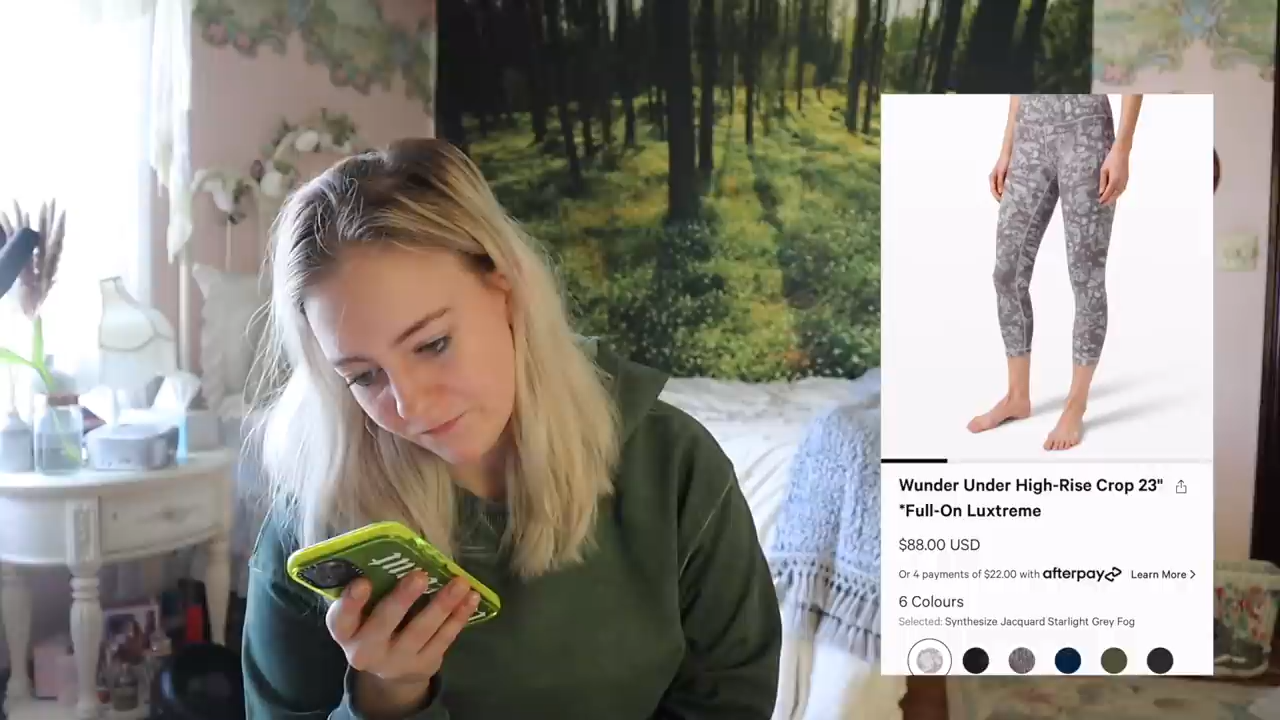 Wunder Under High-Rise Crop 23"
*Full-On Luxtreme
$88.00 USD
Or 4 payments of $22.00 with afterpay Learn More >
6 Colours
Selected: Synthesize Jacquard Starlight Grey Fog